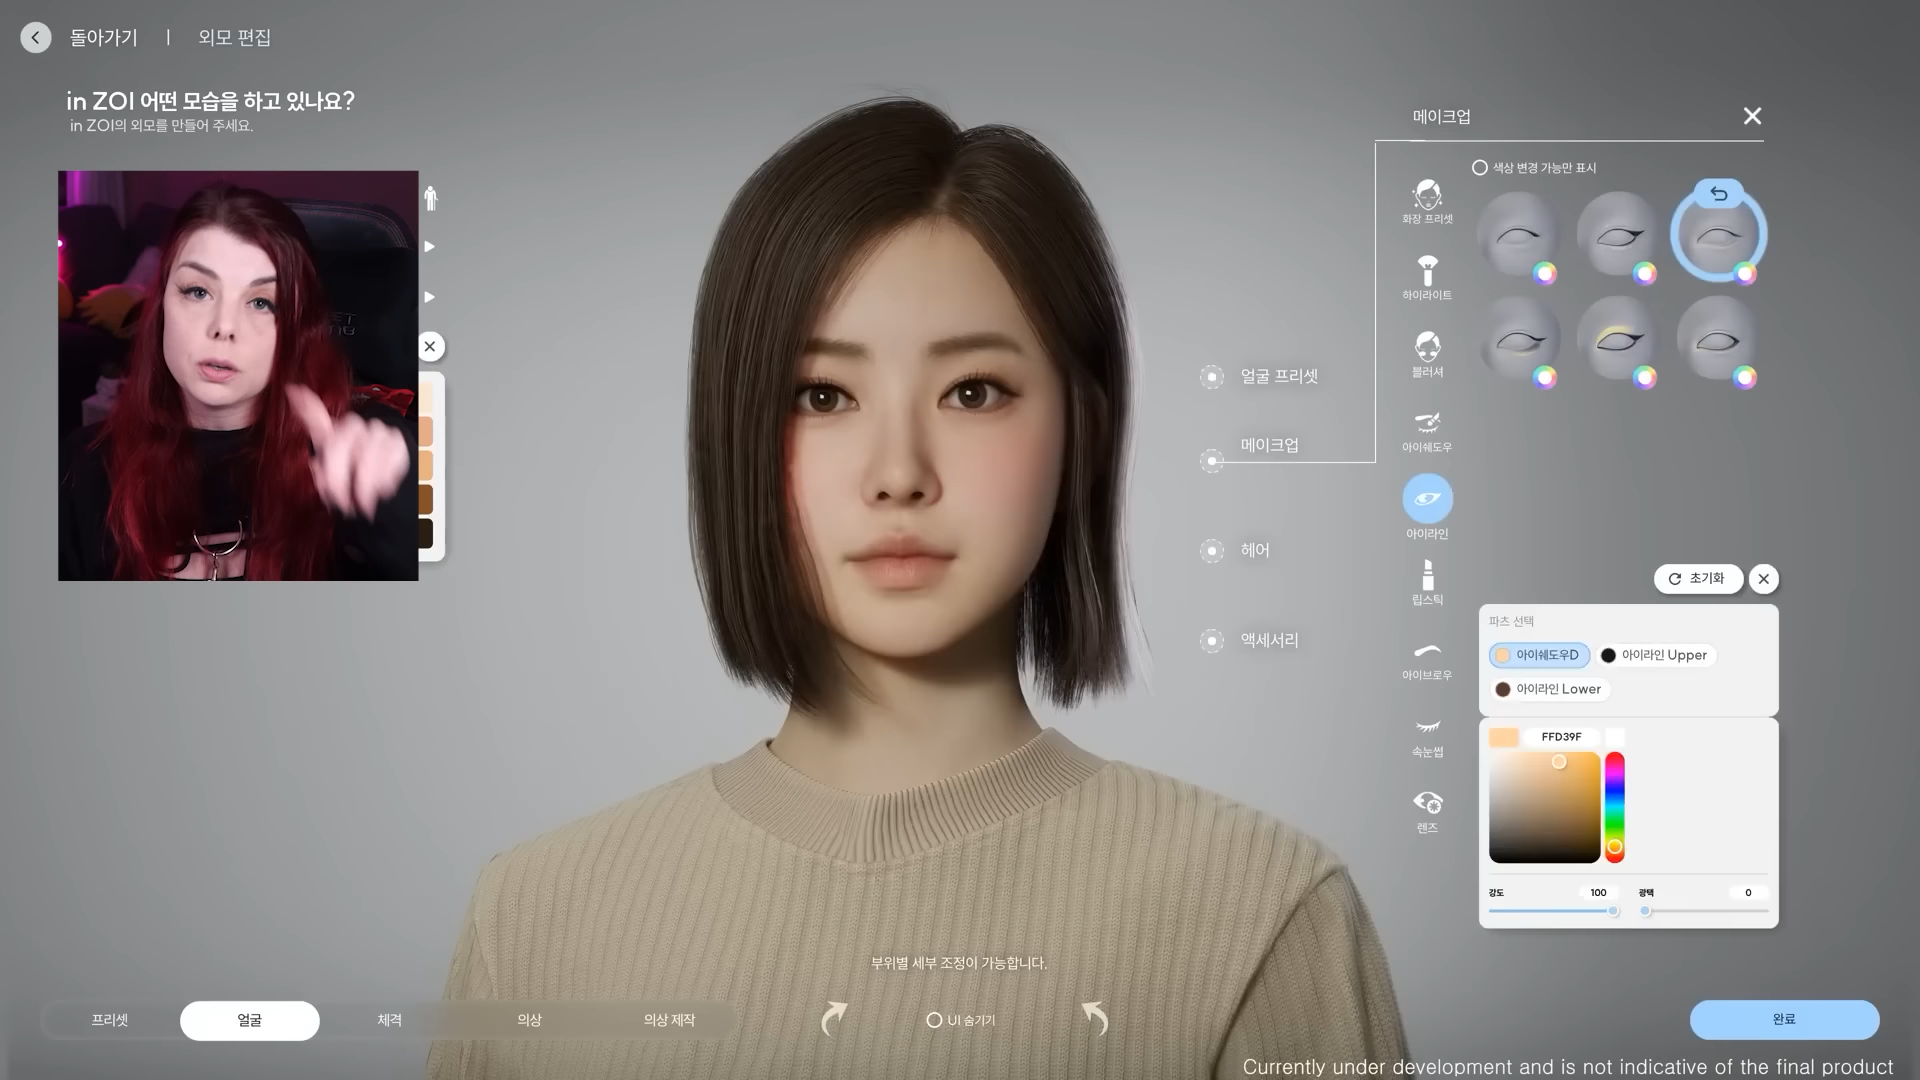 돌아가기 | 외모 편집
in ZOI 어떤 모습을 하고 있나요?
in ZOI의 외모를 만들어 주세요.
메이크업
색상 변경 가능만 표시
화장 프리셋
하이라이트
블러셔
아이쉐도우
아이라인
립스틱
아이브로우
속눈썹
렌즈
얼굴 프리셋
메이크업
헤어
액세서리
초기화
파츠 선택
아이쉐도우D
아이라인 Upper
아이라인 Lower
FFD39F
강도 100 광택 0
부위별 세부 조정이 가능합니다.
프리셋 얼굴 체격 의상 의상 제작
UI 숨기기
완료
Currently under development and is not indicative of the final product